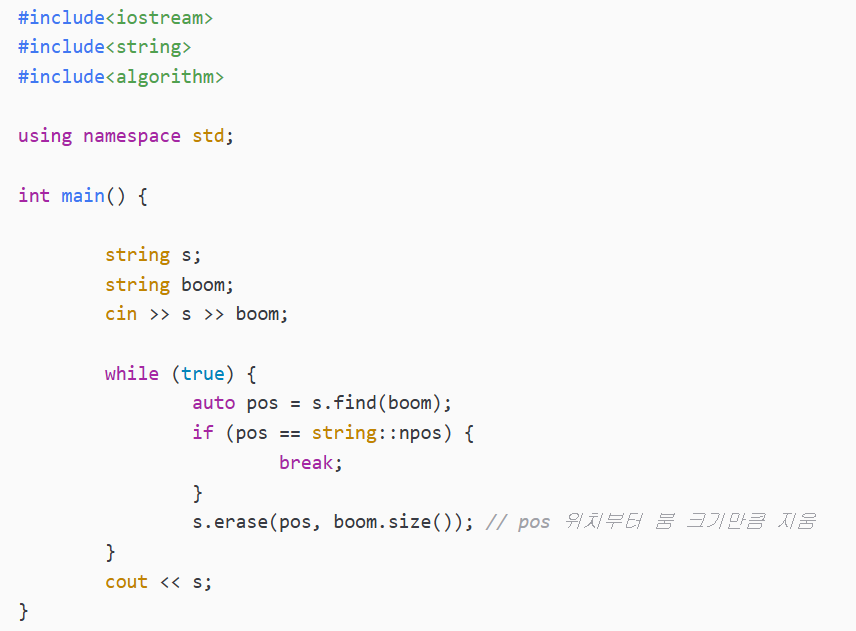 #include<iostream>
#include<string>
#include<algorithm>
using namespace std;
int main() {
string s;
string boom;
cin >> s >> boom;
while (true) {
auto pos = s.find(boom);
if (pos == string::npos) {
break;
}
s.erase(pos, boom.size()); // pos 위치부터 붐 크기만큼 지움
}
cout << s;
}